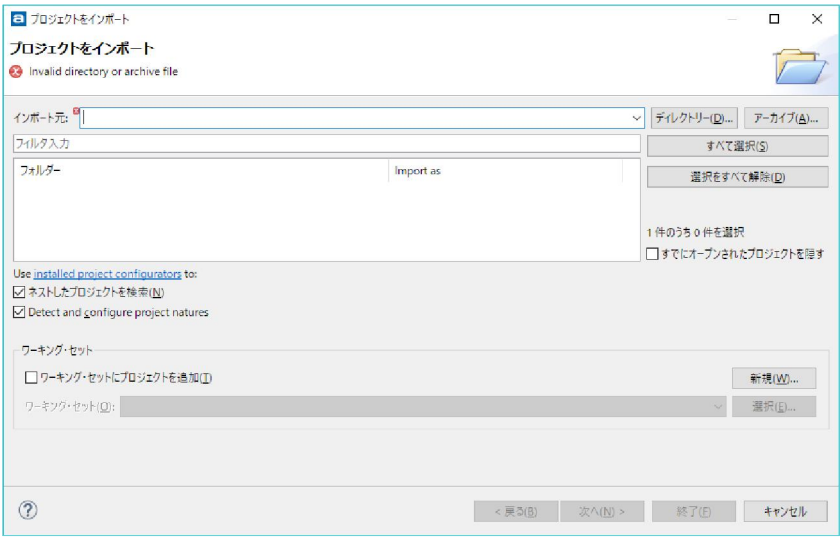 プロジェクトをインポート
プロジェクトをインポート
Invalid directory or archive file
インポート元: ディレクトリー(D)... アーカイブ(A)...
フィルタ入力 すべて選択(S)
フォルダー Import as 選択をすべて解除(D)
1 件のうち 0 件を選択
すでにオープンされたプロジェクトを隠す
Use installed project configurators to:
ネストしたプロジェクトを検索(N)
Detect and configure project natures
ワーキング・セット
ワーキング・セットにプロジェクトを追加(T) 新規(W)...
ワーキング・セット(O): 選択(E)...
< 戻る(B) 次へ(N) > 終了(F) キャンセル